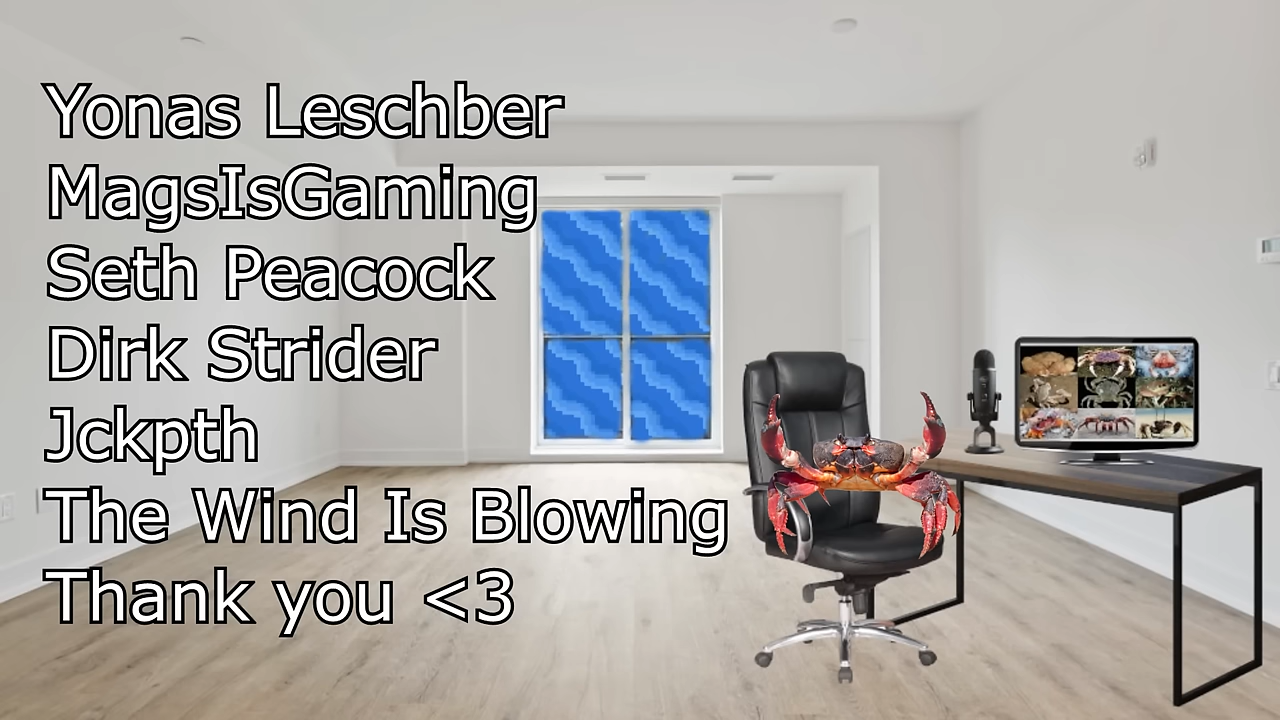 Yonas Leschber
MagsIsGaming
Seth Peacock
Dirk Strider
Jckpth
The Wind Is Blowing
Thank you <3